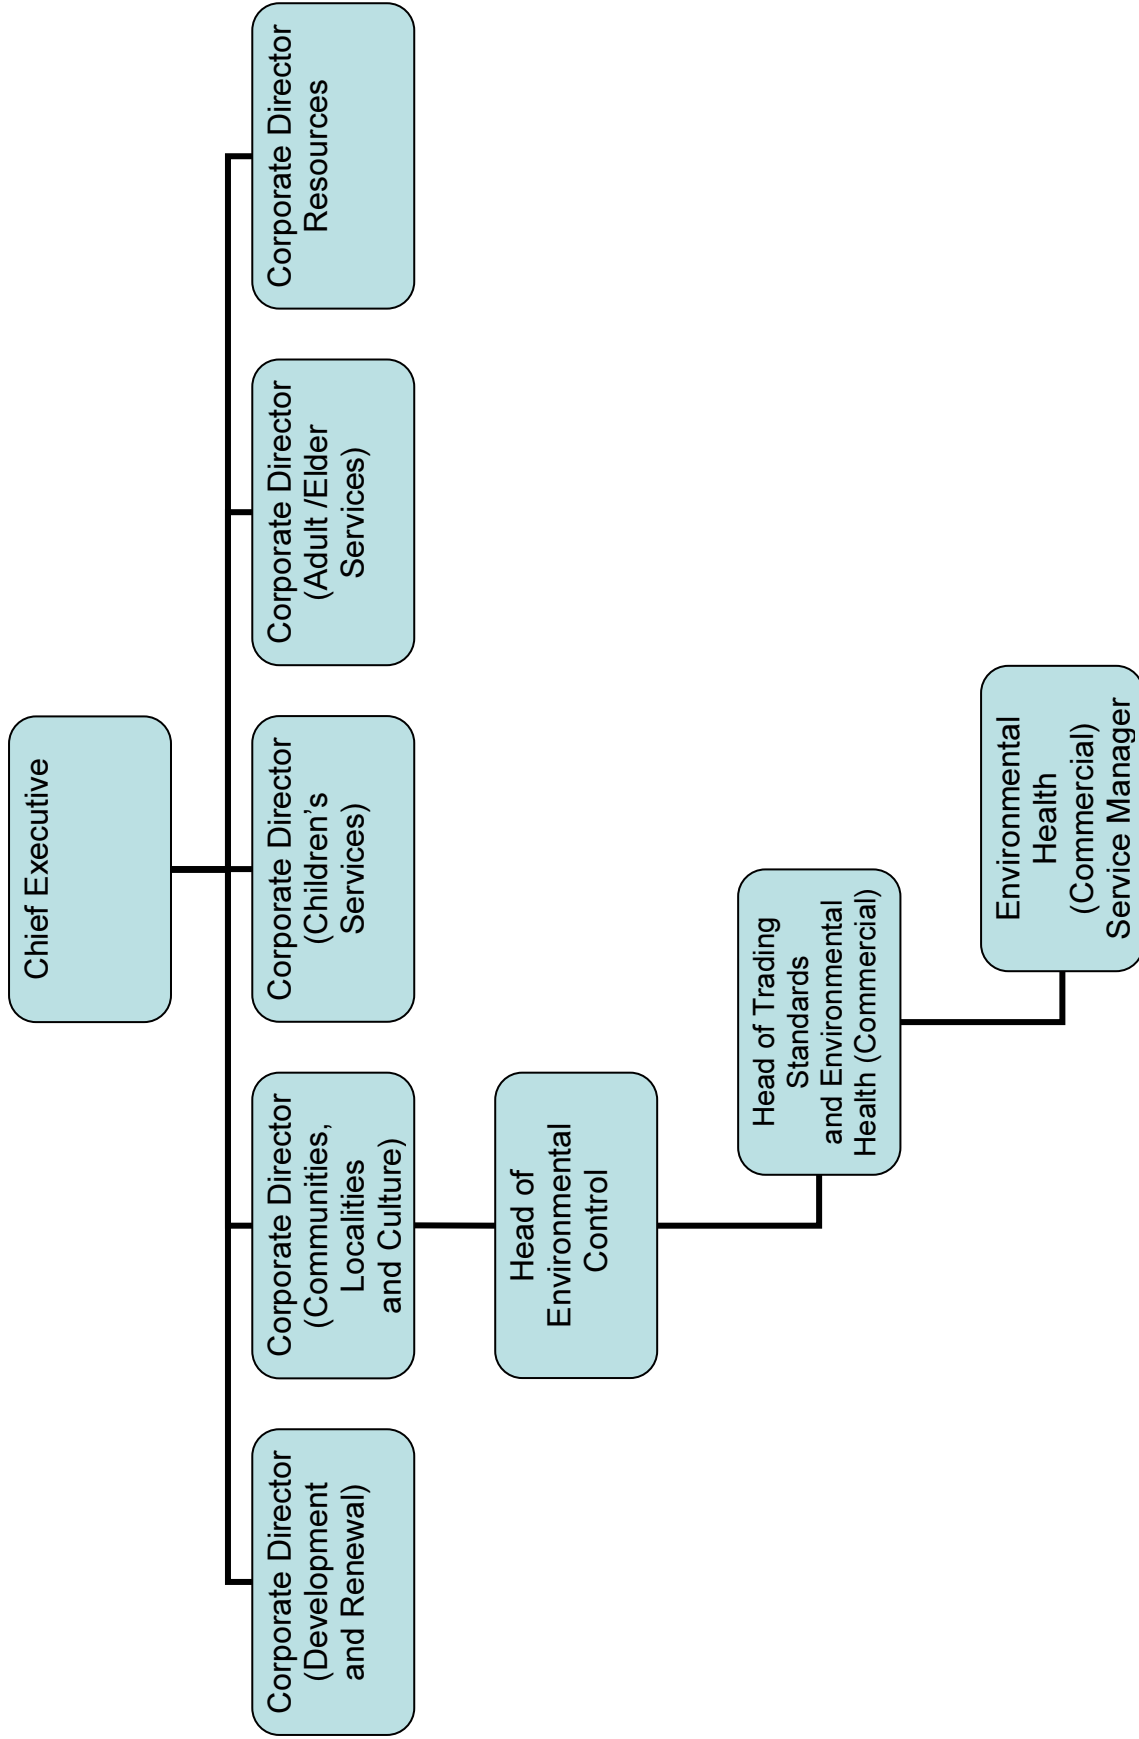 Chief Executive
Corporate Director
(Development
and Renewal)
Corporate Director
(Communities,
Localities
and Culture)
Corporate Director
(Children’s
Services)
Corporate Director
(Adult /Elder
Services)
Corporate Director
Resources
Head of
Environmental
Control
Head of Trading
Standards
and Environmental
Health (Commercial)
Environmental
Health
(Commercial)
Service Manager